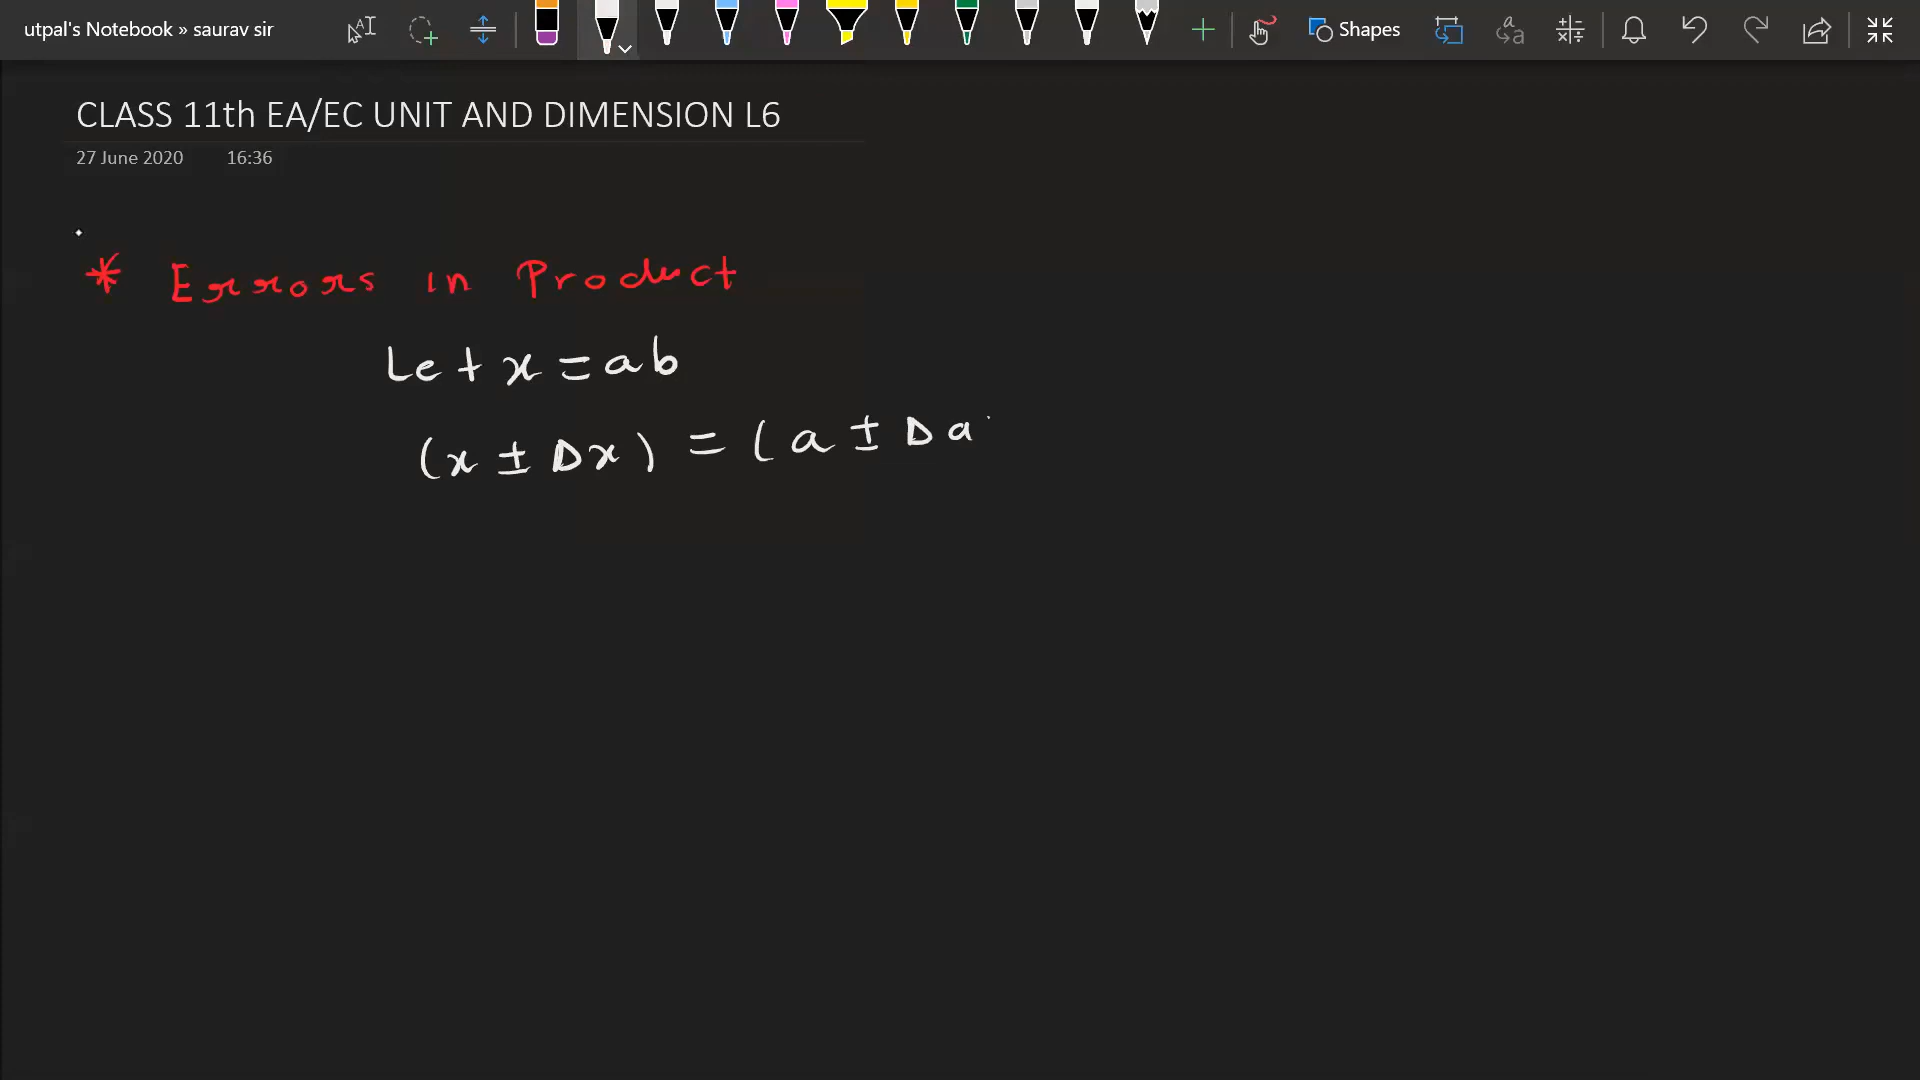 utpal's Notebook » saurav sir
Shapes
CLASS 11th EA/EC UNIT AND DIMENSION L6
27 June 2020 16:36
* Errors in Product
Let x = ab
(x ± Δx) = (a ± Δa